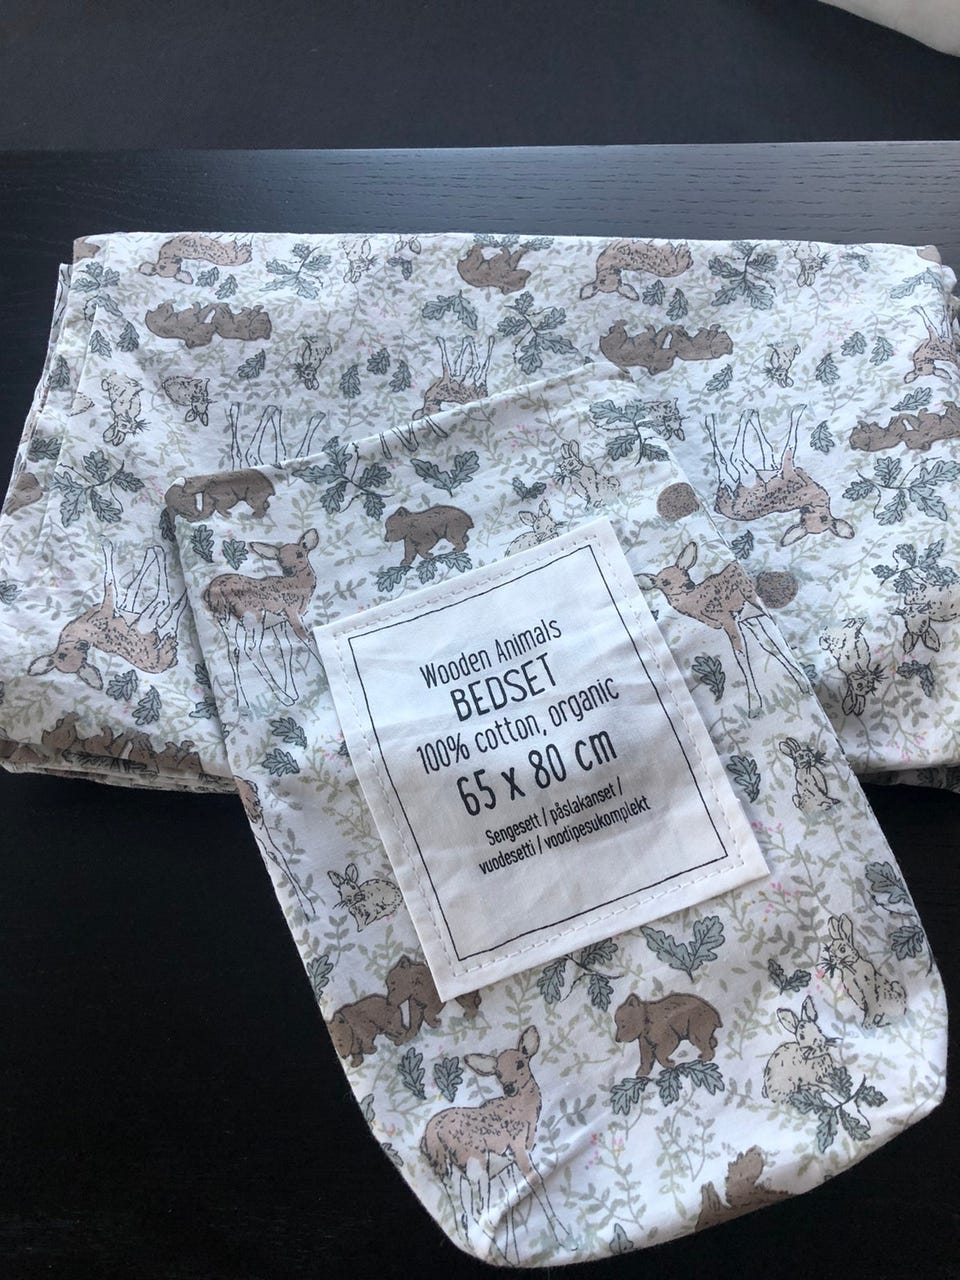 Wooden Animals
BEDSET
100% cotton, organic
65 x 80 cm
Sengesett / påslakanset /
vuodesetti / voodipesukomplekt